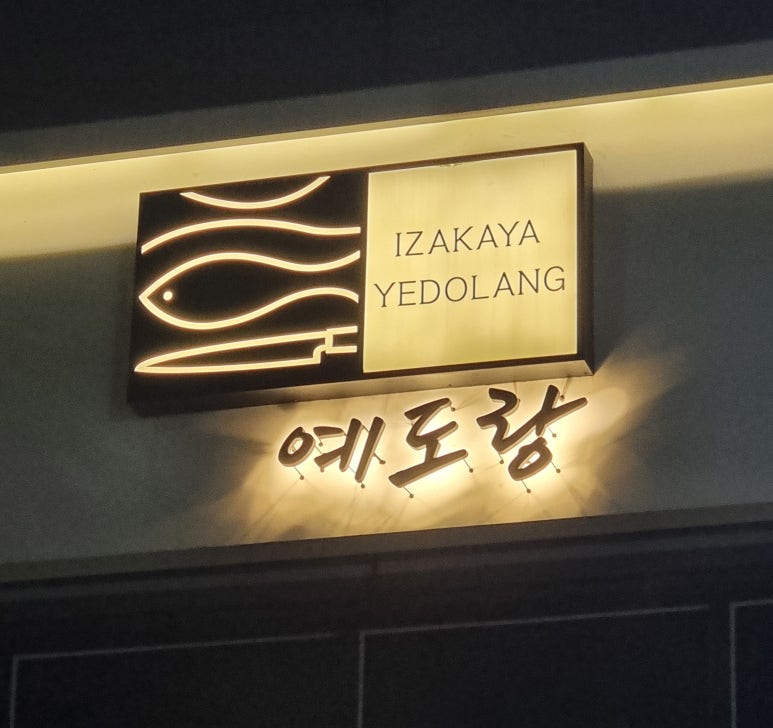 IZAKAYA
YEDOLANG
예도랑